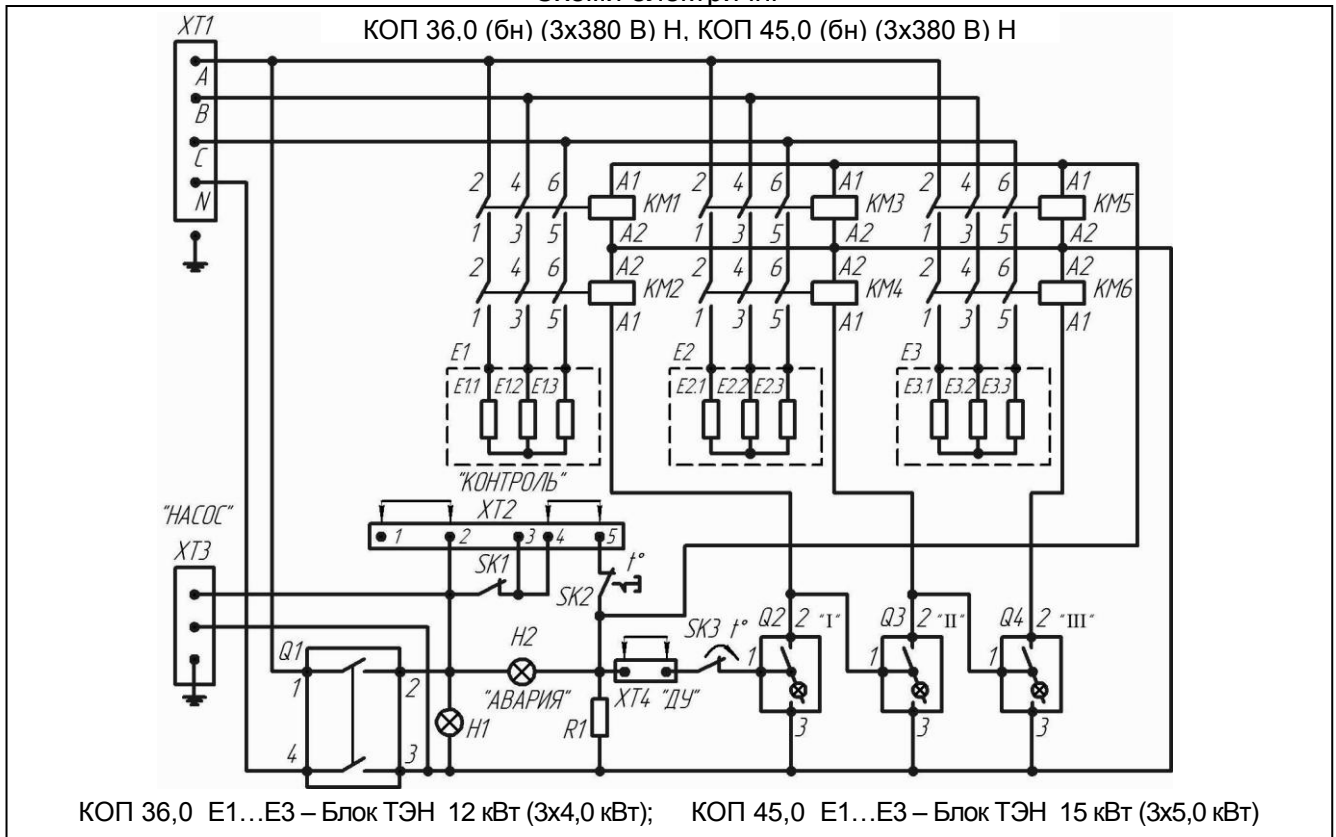 КОП 36,0 (бн) (3х380 В) Н, КОП 45,0 (бн) (3х380 В) Н
XT1
A
B
C
N
2 4 6 A1 KM1 2 4 6 A1 KM3 2 4 6 A1 KM5
1 3 5 A2 1 3 5 A2 1 3 5 A2
2 4 6 A2 KM2 2 4 6 A2 KM4 2 4 6 A2 KM6
1 3 5 A1 1 3 5 A1 1 3 5 A1
E1 E2 E3
E1.1 E1.2 E1.3 E2.1 E2.2 E2.3 E3.1 E3.2 E3.3
"КОНТРОЛЬ"
XT2
1 2 3 4 5
"НАСОС"
XT3
SK1
SK2 t°
H2
"АВАРИЯ"
SK3 t°
XT4 "ДУ"
Q1
1 2
4 3
H1
R1
Q2 2 "I" Q3 2 "II" Q4 2 "III"
1 1 1
3 3 3
КОП 36,0 Е1...Е3 – Блок ТЭН 12 кВт (3х4,0 кВт); КОП 45,0 Е1...Е3 – Блок ТЭН 15 кВт (3х5,0 кВт)